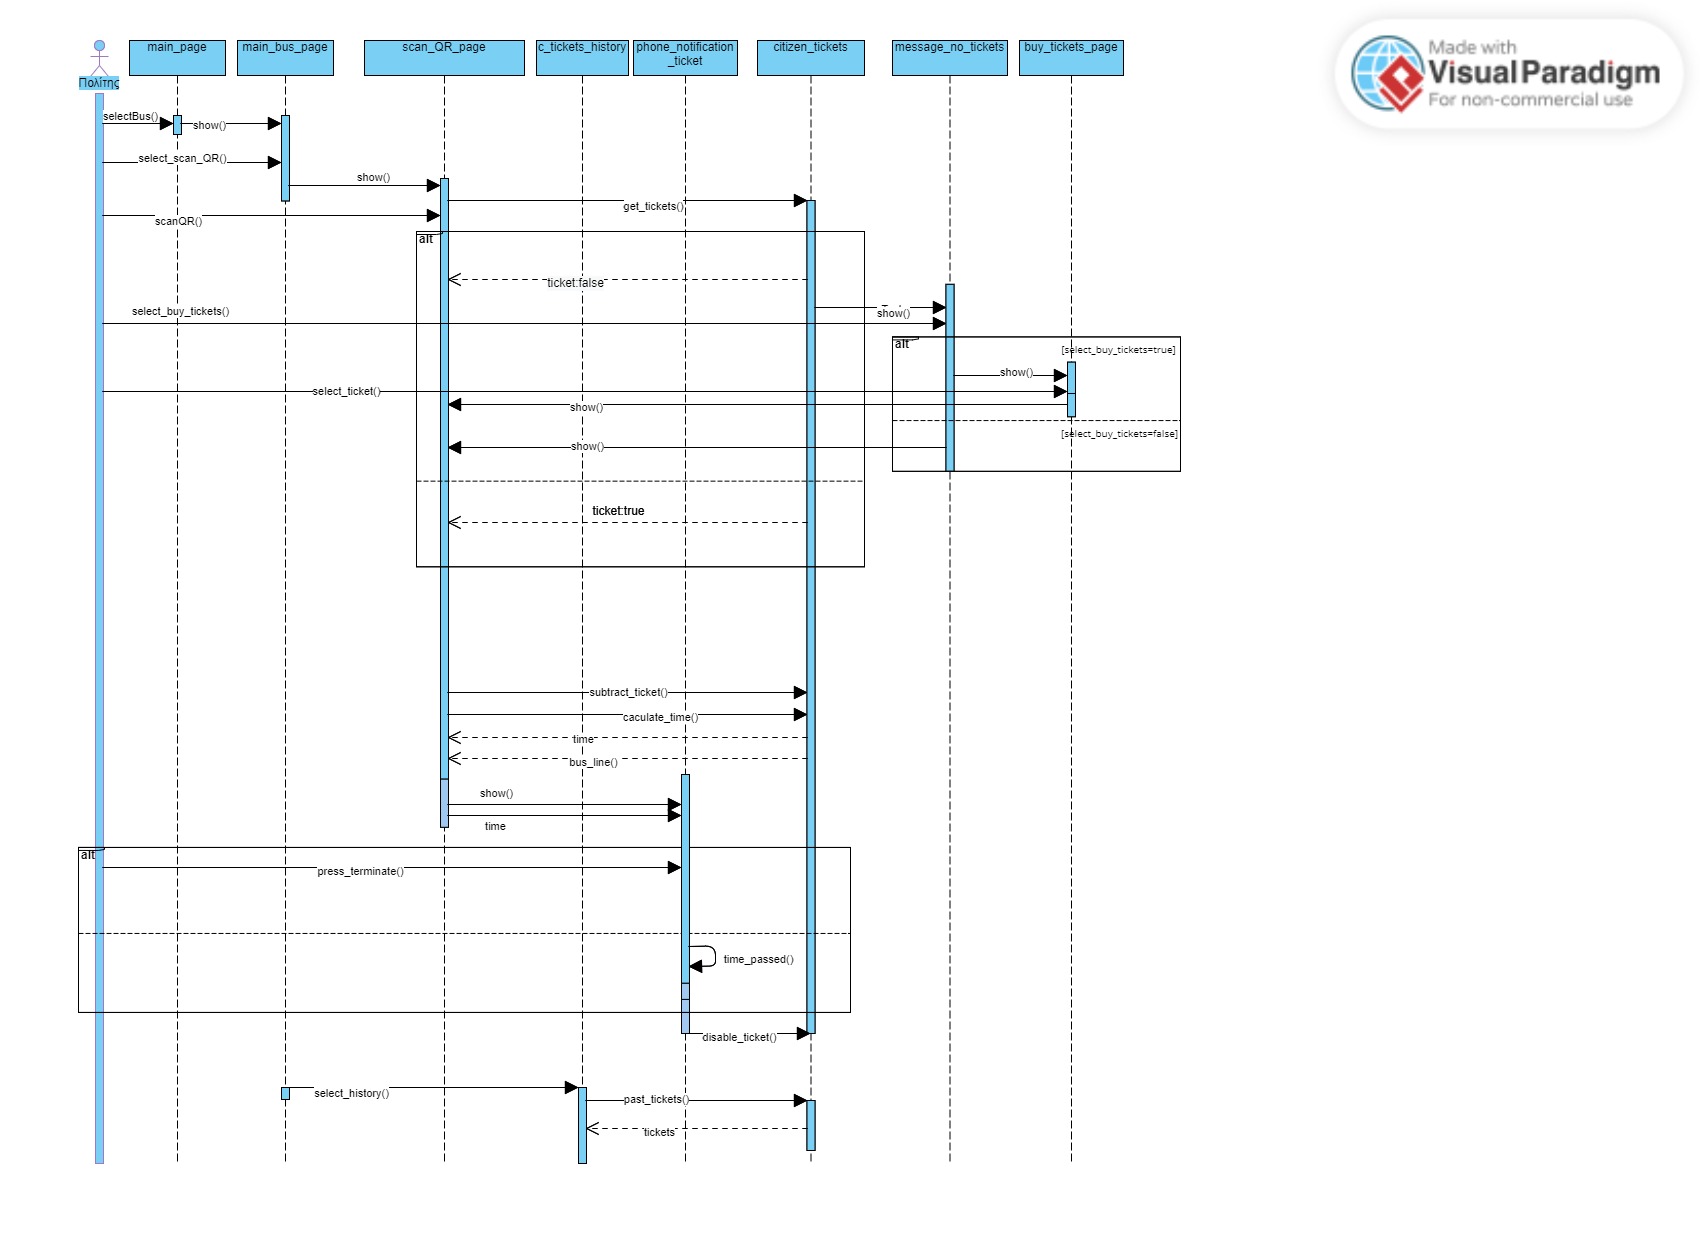 Made with
Visual Paradigm
For non-commercial use
main_page
main_bus_page
scan_QR_page
c_tickets_history
phone_notification
_ticket
citizen_tickets
message_no_tickets
buy_tickets_page
Πολίτης
selectBus()
show()
select_scan_QR()
show()
get_tickets()
scanQR()
alt
ticket:false
select_buy_tickets()
show()
alt
[select_buy_tickets=true]
show()
select_ticket()
show()
[select_buy_tickets=false]
show()
ticket:true
subtract_ticket()
caculate_time()
time
bus_line()
show()
time
alt
press_terminate()
time_passed()
disable_ticket()
select_history()
past_tickets()
tickets